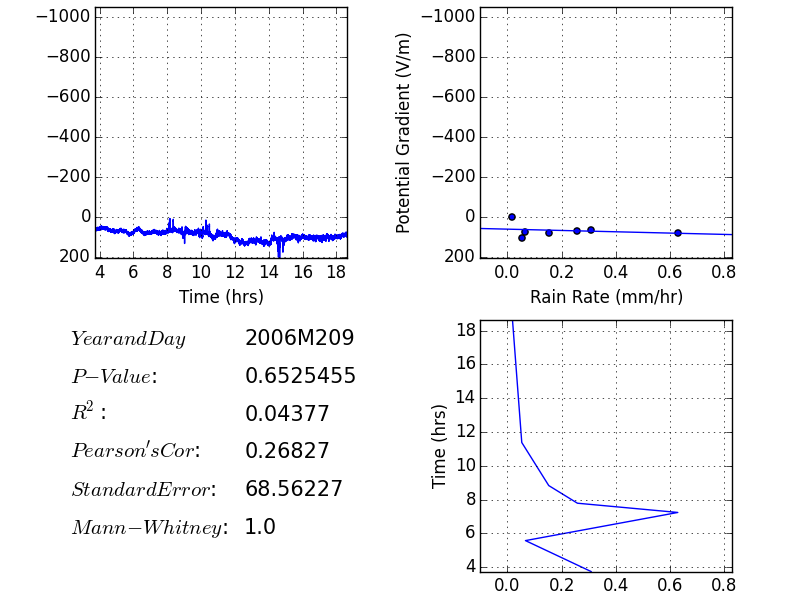 −1000
−800
−600
−400
−200
0
200
4 6 8 10 12 14 16 18
Time (hrs)
Potential Gradient (V/m)
−1000
−800
−600
−400
−200
0
200
0.0 0.2 0.4 0.6 0.8
Rain Rate (mm/hr)
YearandDay 2006M209
P−Value: 0.6525455
R²: 0.04377
Pearson'sCor: 0.26827
StandardError: 68.56227
Mann−Whitney: 1.0
Time (hrs)
18
16
14
12
10
8
6
4
0.0 0.2 0.4 0.6 0.8